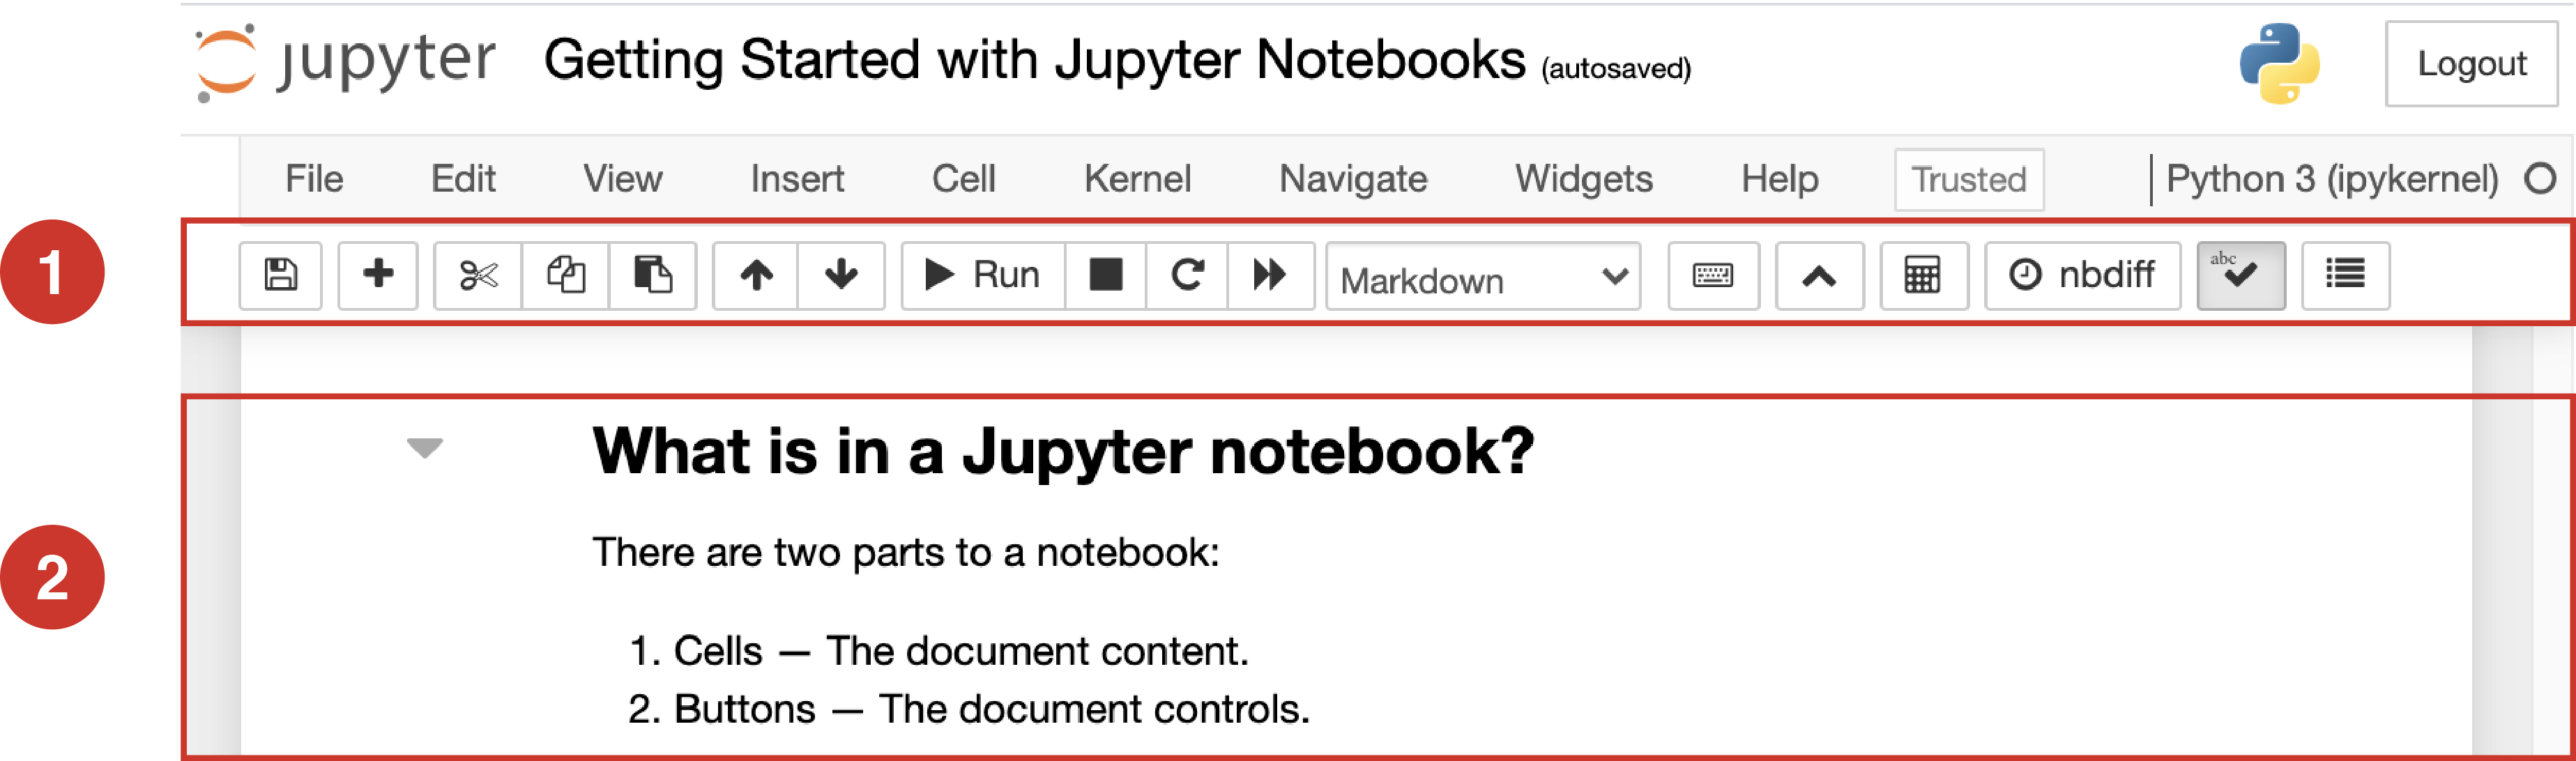 jupyter Getting Started with Jupyter Notebooks (autosaved) Logout
File Edit View Insert Cell Kernel Navigate Widgets Help Trusted Python 3 (ipykernel)
1 Run Markdown nbdiff abc
What is in a Jupyter notebook?
There are two parts to a notebook:
2
1. Cells — The document content.
2. Buttons — The document controls.